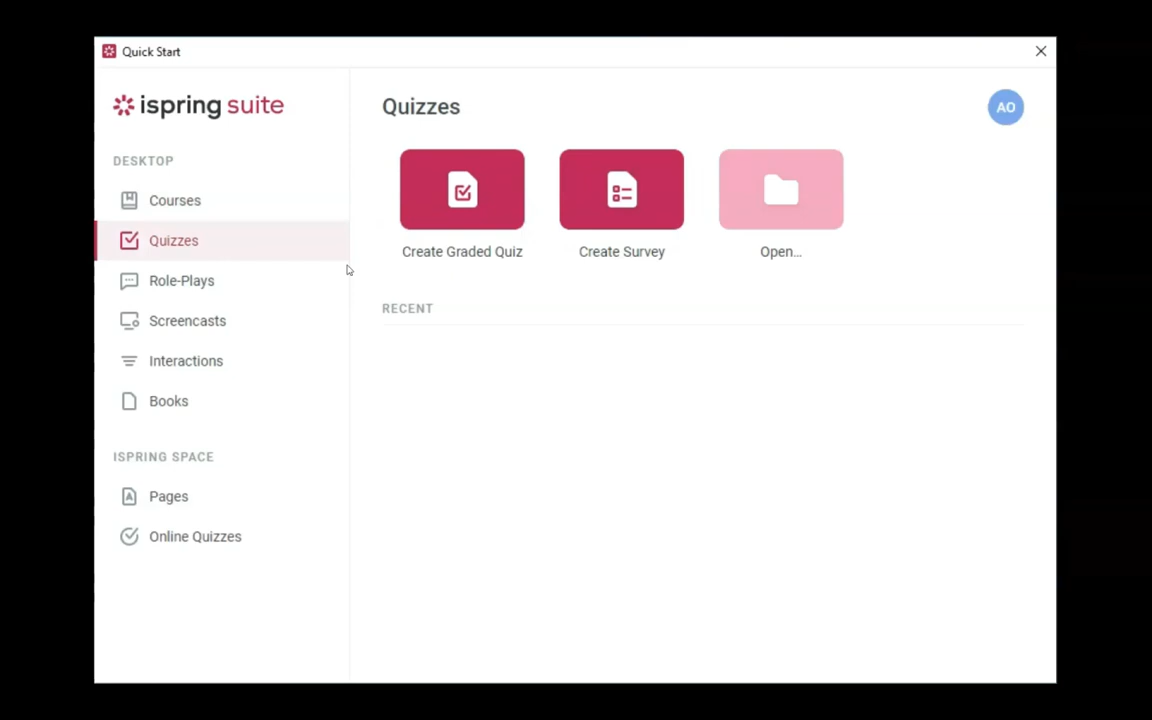 Quick Start
ispring suite
DESKTOP
Courses
Quizzes
Role-Plays
Screencasts
Interactions
Books
ISPRING SPACE
Pages
Online Quizzes
Quizzes
AO
Create Graded Quiz
Create Survey
Open...
RECENT